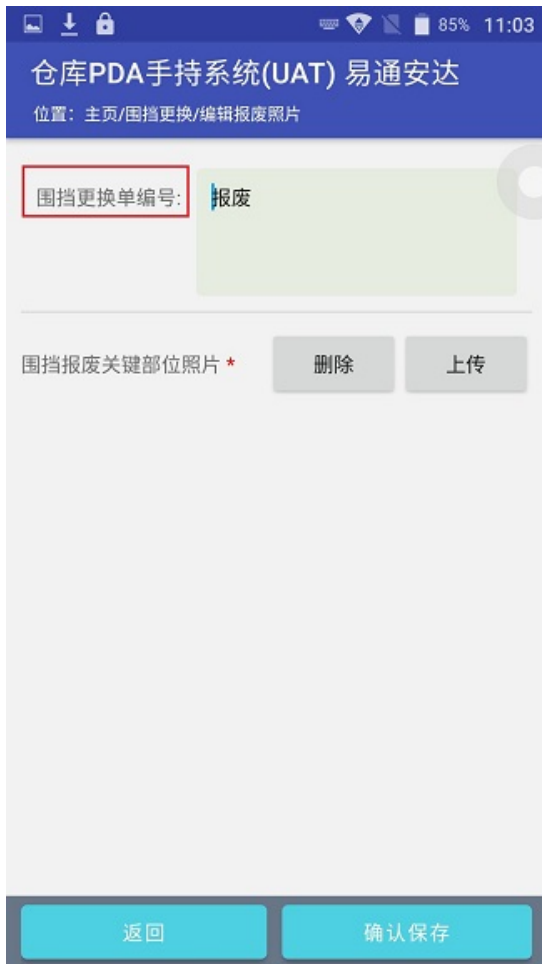 85% 11:03
仓库PDA手持系统(UAT) 易通安达
位置：主页/围挡更换/编辑报废照片
围挡更换单编号: 报废
围挡报废关键部位照片 * 删除 上传
返回 确认保存